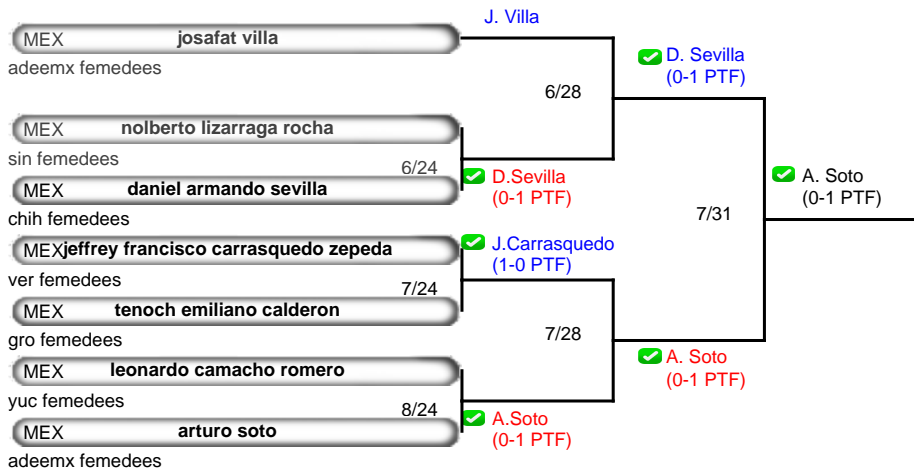 J. Villa
MEX josafat villa
adeemx femedees
D. Sevilla
(0-1 PTF)
6/28
MEX nolberto lizarraga rocha
sin femedees
6/24
MEX daniel armando sevilla
D.Sevilla
(0-1 PTF)
chih femedees
A. Soto
(0-1 PTF)
7/31
MEX jeffrey francisco carrasquedo zepeda
J.Carrasquedo
(1-0 PTF)
ver femedees
7/24
MEX tenoch emiliano calderon
gro femedees
7/28
MEX leonardo camacho romero
A. Soto
(0-1 PTF)
yuc femedees
8/24
MEX arturo soto
A.Soto
(0-1 PTF)
adeemx femedees